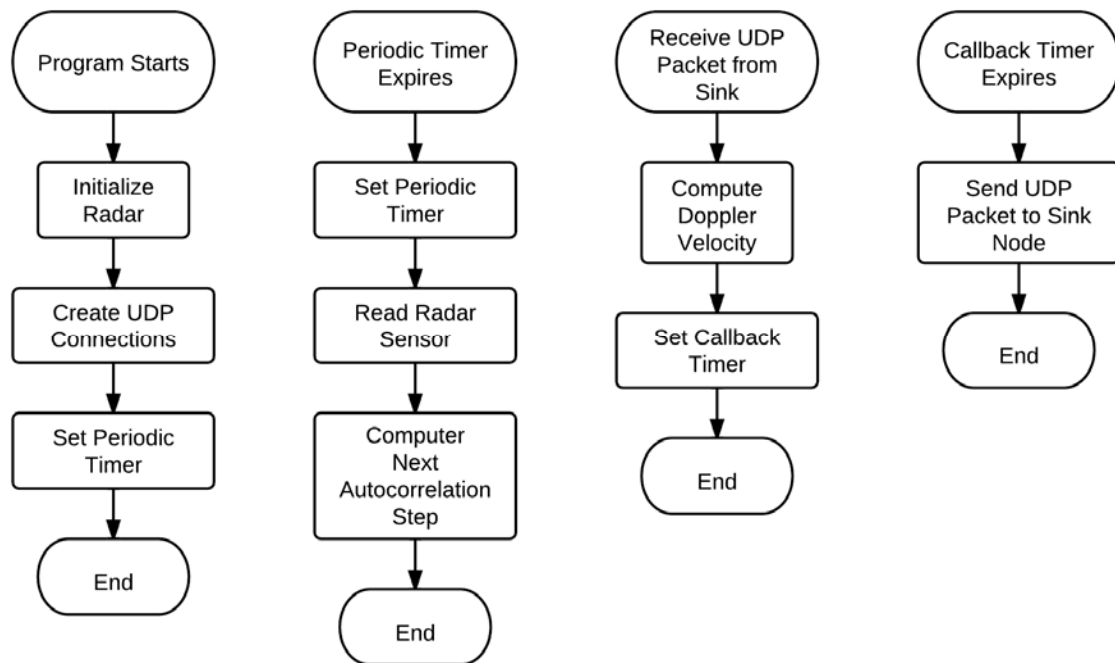 Program Starts
Initialize
Radar
Create UDP
Connections
Set Periodic
Timer
End
Periodic Timer
Expires
Set Periodic
Timer
Read Radar
Sensor
Computer
Next
Autocorrelation
Step
End
Receive UDP
Packet from
Sink
Compute
Doppler
Velocity
Set Callback
Timer
End
Callback Timer
Expires
Send UDP
Packet to Sink
Node
End